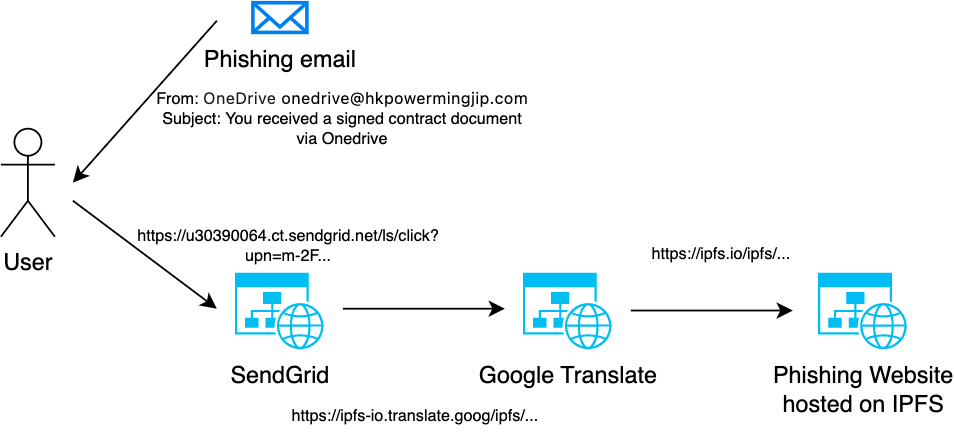 Phishing email
From: OneDrive onedrive@hkpowermingjip.com
Subject: You received a signed contract document
via Onedrive
User
https://u30390064.ct.sendgrid.net/ls/click?
upn=m-2F...
https://ipfs.io/ipfs/...
SendGrid
Google Translate
Phishing Website
hosted on IPFS
https://ipfs-io.translate.goog/ipfs/...